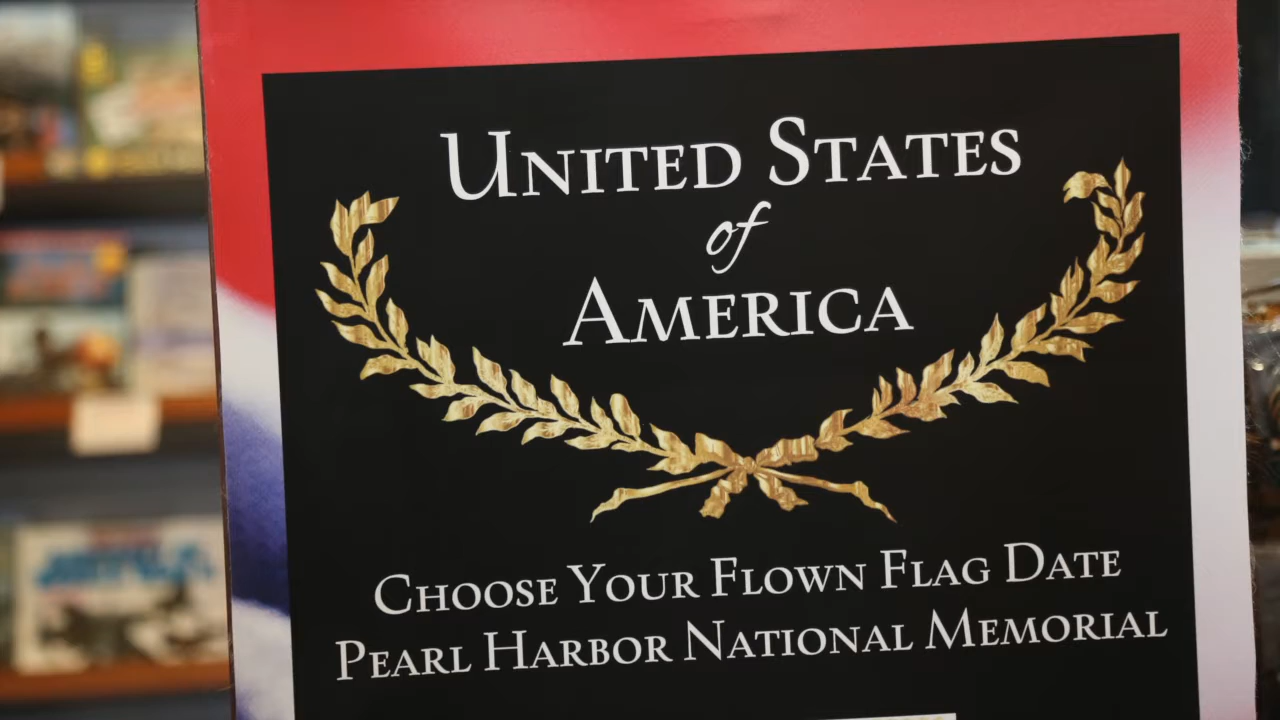 United States
of
America
Choose Your Flown Flag Date
Pearl Harbor National Memorial